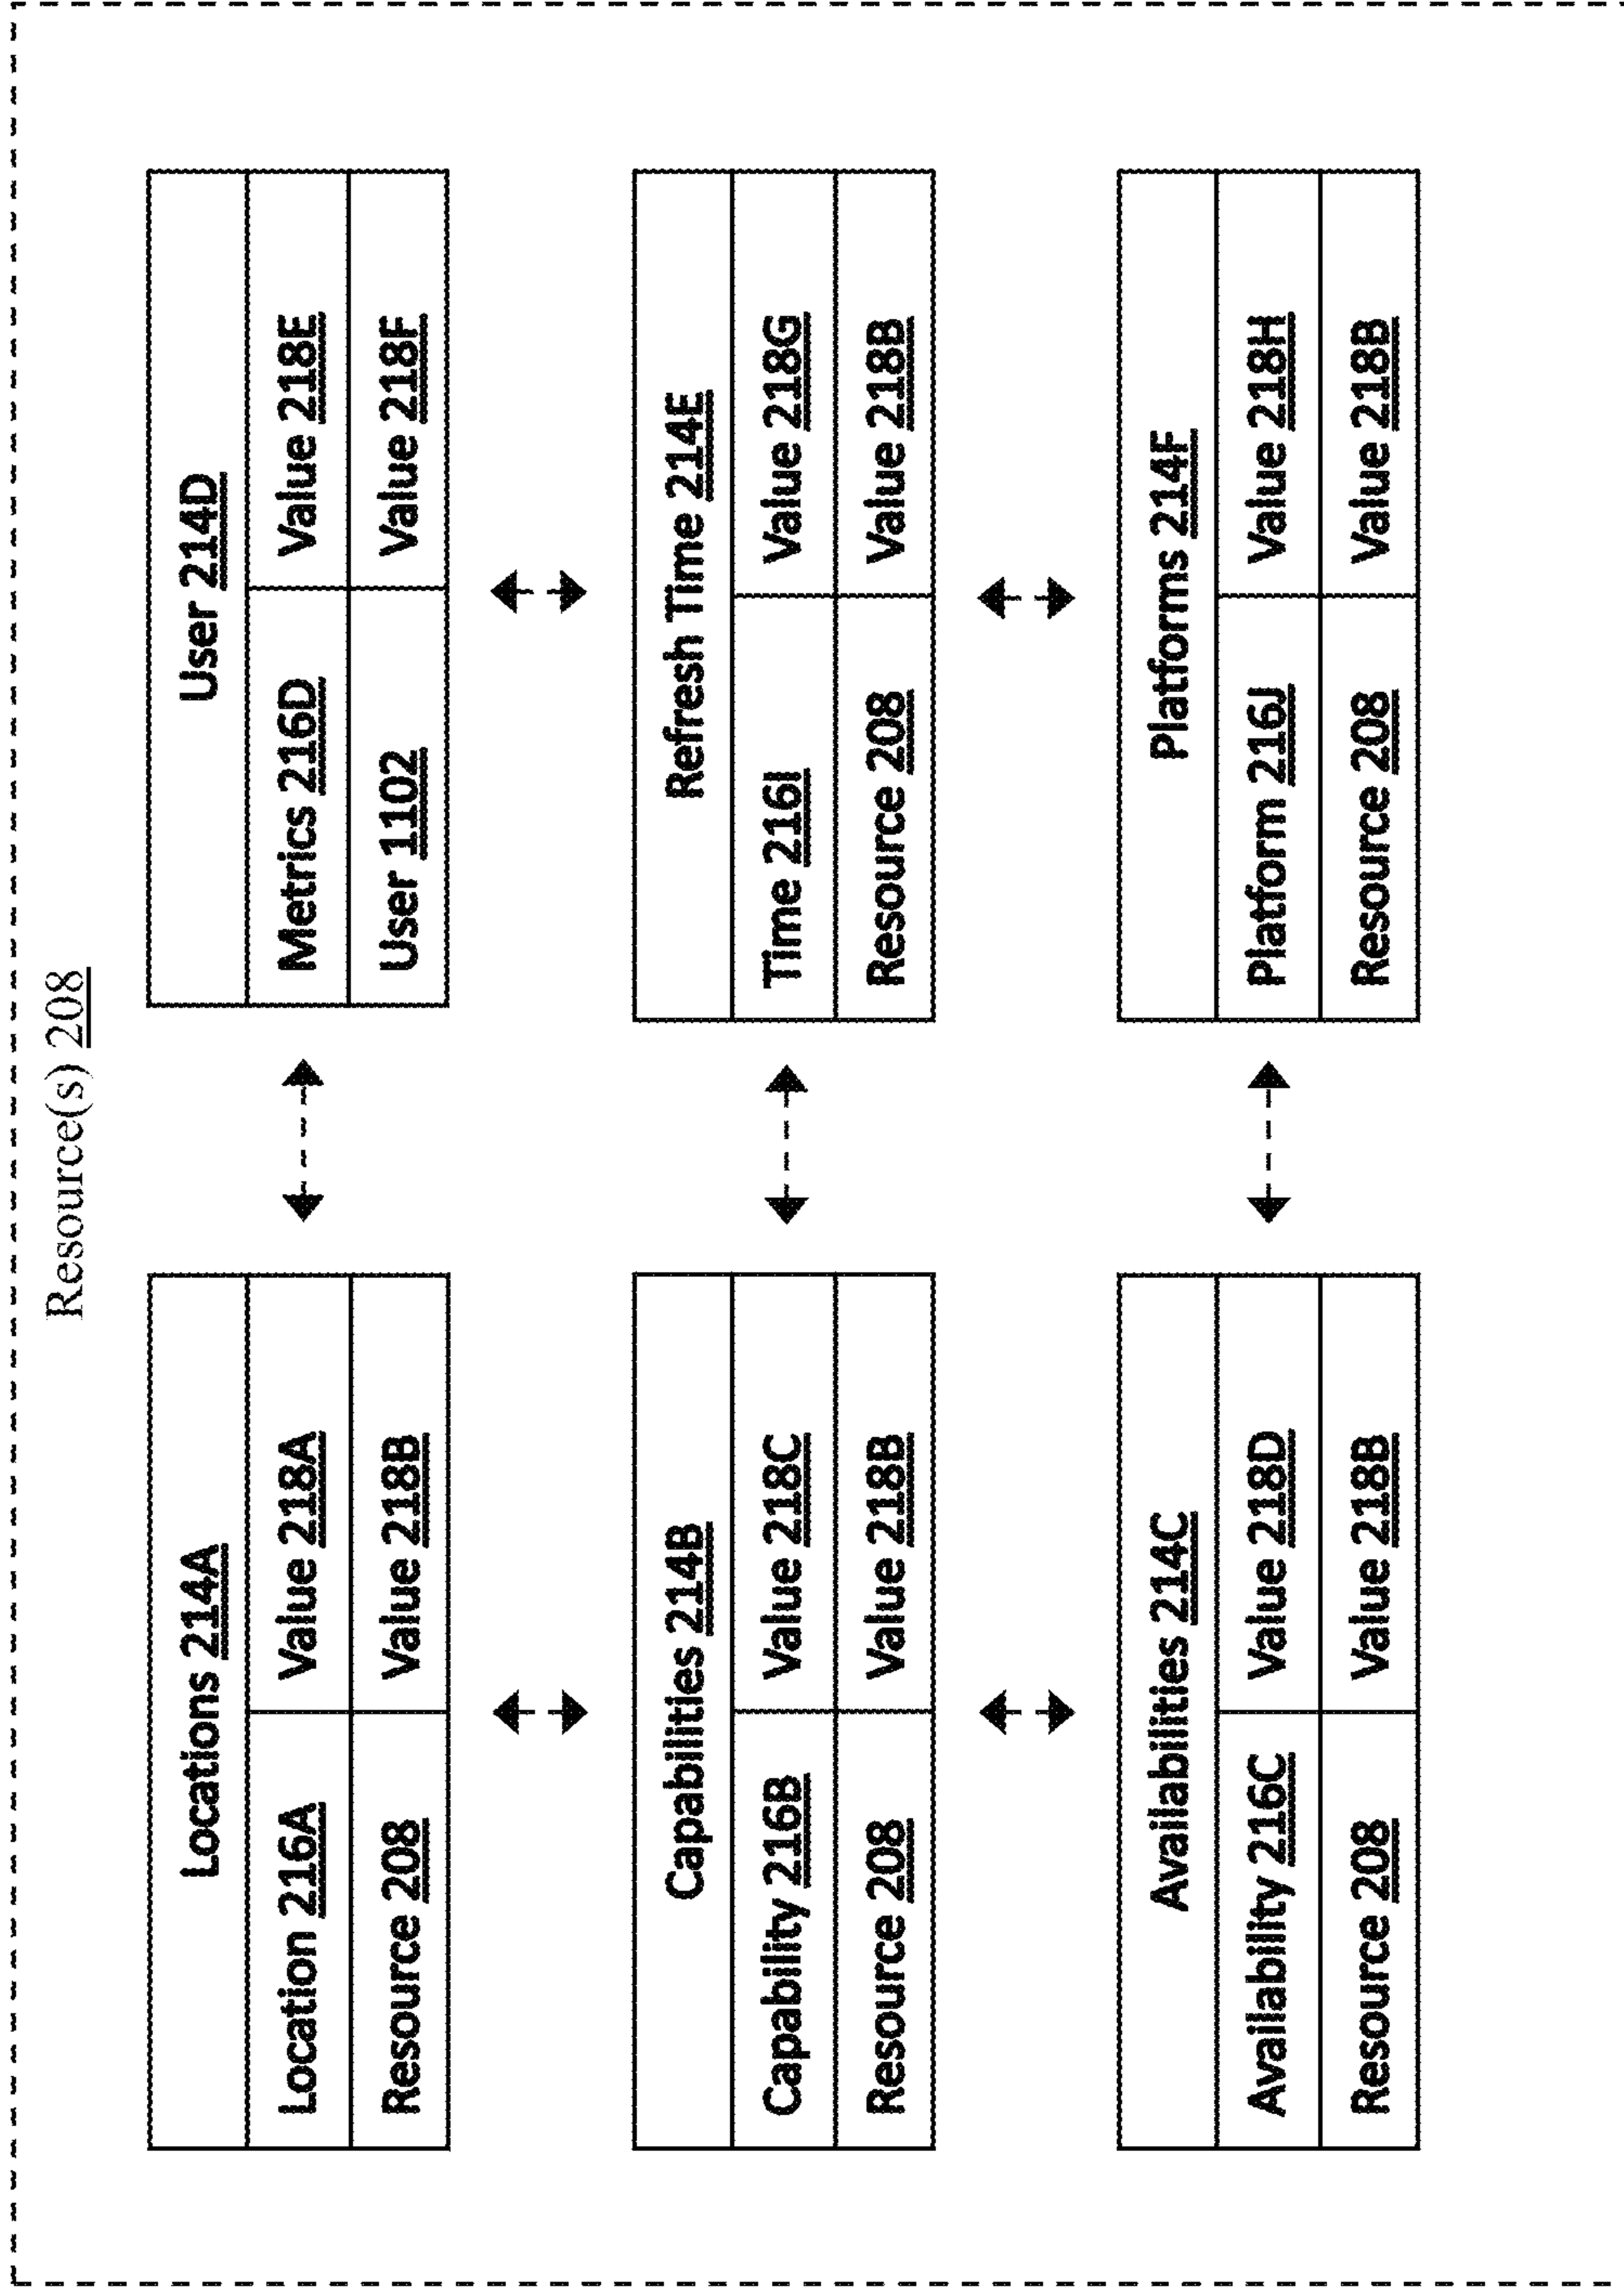 Resource(s) 208
Locations 214A
Location 216A Value 218A
Resource 208 Value 218B
User 214D
Metrics 216D Value 218E
User 1102 Value 218F
Capabilities 214B
Capability 216B Value 218C
Resource 208 Value 218B
Refresh Time 214E
Time 216I Value 218G
Resource 208 Value 218B
Availabilities 214C
Availability 216C Value 218D
Resource 208 Value 218B
Platforms 214F
Platform 216J Value 218H
Resource 208 Value 218B